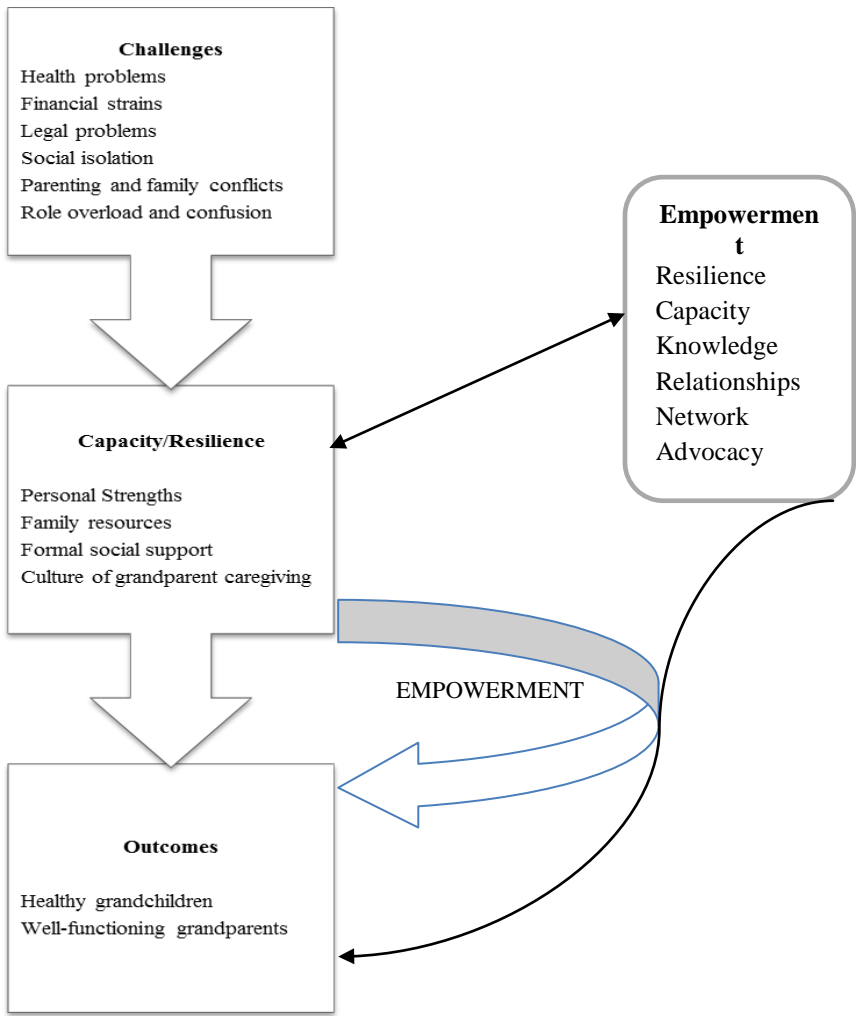 Challenges
Health problems
Financial strains
Legal problems
Social isolation
Parenting and family conflicts
Role overload and confusion
Empowermen
t
Resilience
Capacity
Knowledge
Relationships
Network
Advocacy
Capacity/Resilience
Personal Strengths
Family resources
Formal social support
Culture of grandparent caregiving
EMPOWERMENT
Outcomes
Healthy grandchildren
Well-functioning grandparents